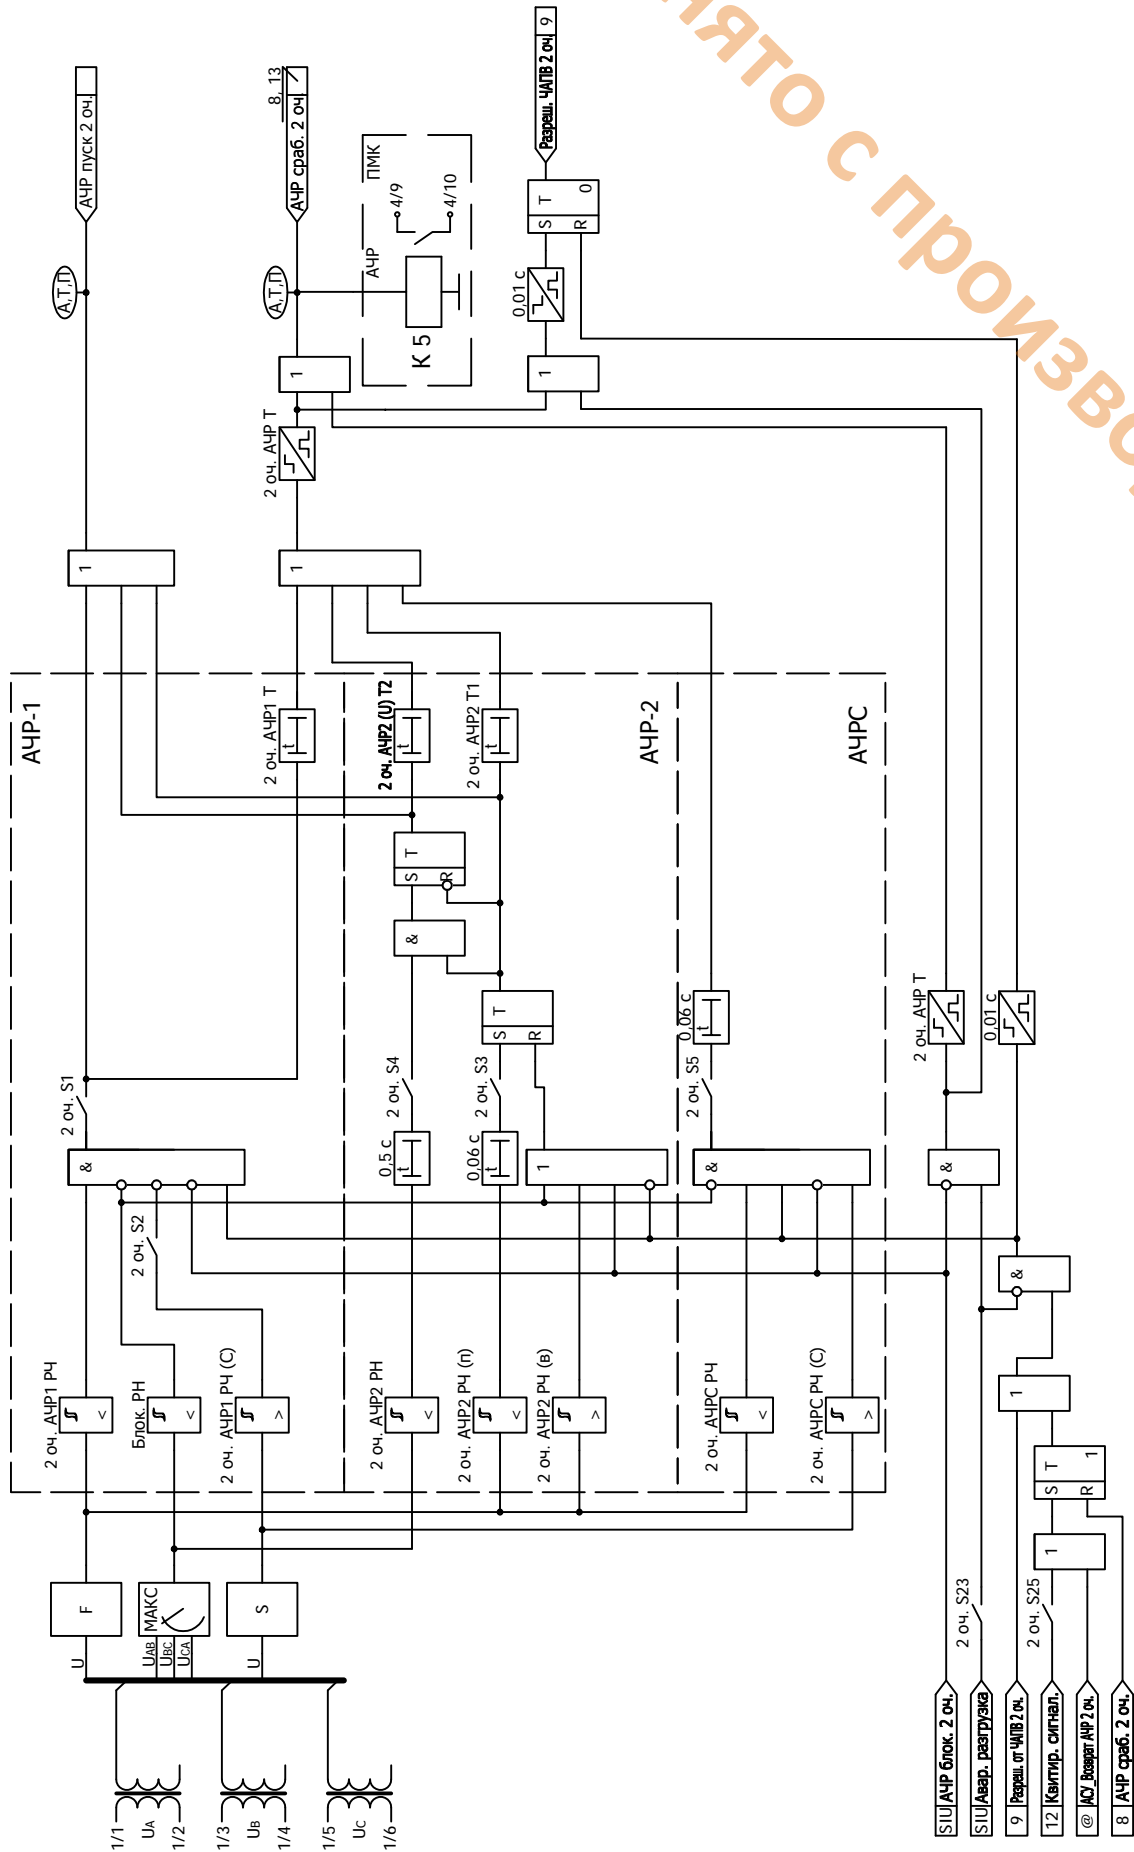 нято с произво
АЧР пуск 2 оч.
8, 13
АЧР сраб. 2 оч.
Разреш. ЧАПВ 2 оч.
9
А,Т,П
А,Т,П
АЧР
ПМК
4/9
4/10
К 5
S
T
R
0
0,01 с
1
1
2 оч. АЧР Т
1
1
АЧР-1
2 оч. АЧР1 Т
2 оч. АЧР2 (U) Т2
2 оч. АЧР2 Т1
АЧР-2
АЧРС
t
t
t
S
T
R
&
S
T
R
0,06 с
t
2 оч. S1
2 оч. S4
2 оч. S3
2 оч. S5
2 оч. АЧР Т
0,01 с
&
0,5 с
t
0,06 с
t
1
&
&
2 оч. S2
&
2 оч. АЧР1 РЧ
<
Блок. РН
<
2 оч. АЧР1 РЧ (С)
>
2 оч. АЧР2 РН
<
2 оч. АЧР2 РЧ (п)
<
2 оч. АЧР2 РЧ (в)
>
2 оч. АЧРС РЧ
<
2 оч. АЧРС РЧ (С)
>
1
S
T
R
1
1
F
МАКС
S
U
UAB
UBC
UCA
U
2 оч. S23
2 оч. S25
1/1
UA
1/2
1/3
UB
1/4
1/5
UC
1/6
SIU
АЧР блок. 2 оч.
SIU
Авар. разгрузка
9
Разреш. от ЧАПВ 2 оч.
12
Квитир. сигнал.
@
АСУ_Возврат АЧР 2 оч.
8
АЧР сраб. 2 оч.